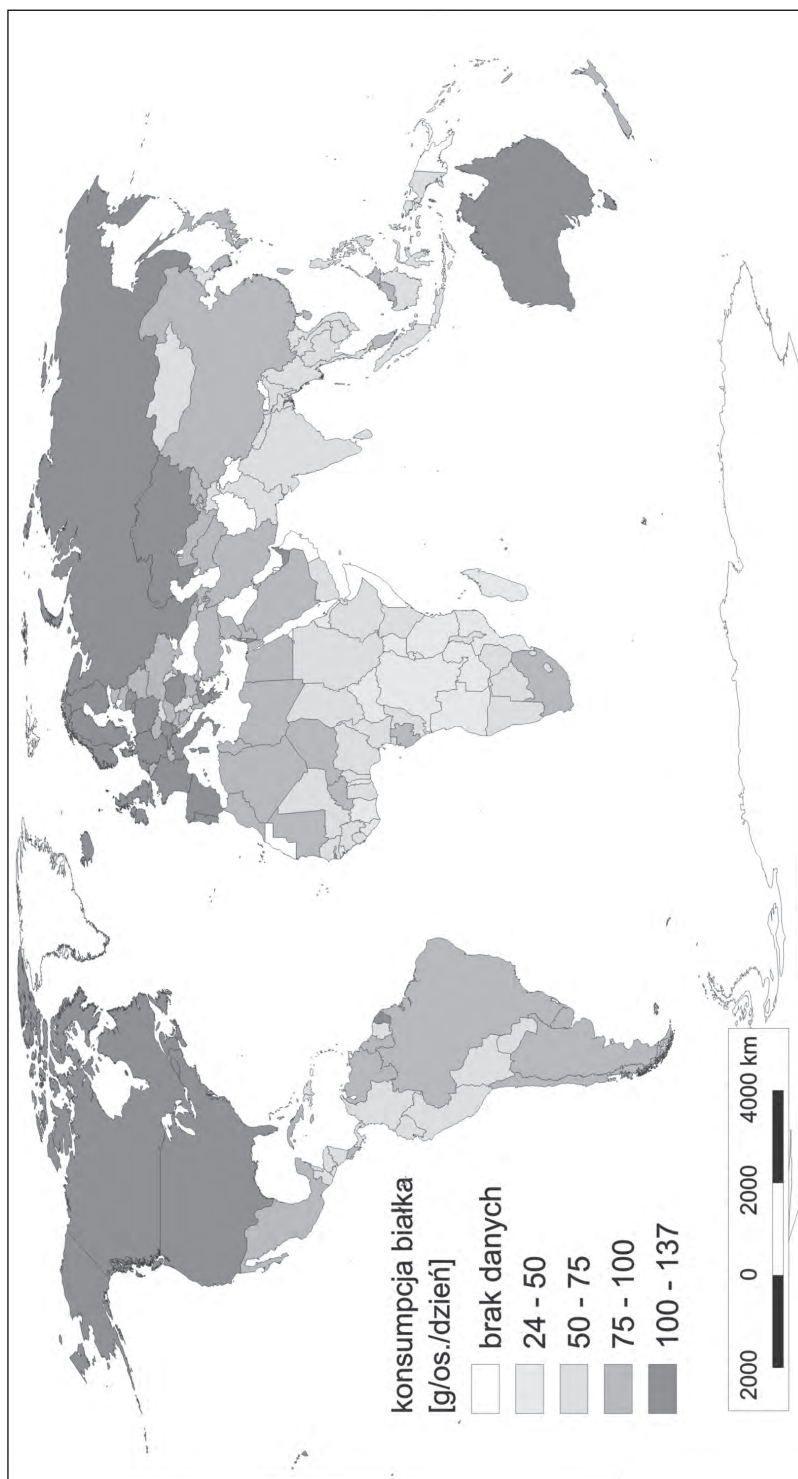 konsumpcja białka
[g/os./dzień]
brak danych
24 - 50
50 - 75
75 - 100
100 - 137
2000 0 2000 4000 km